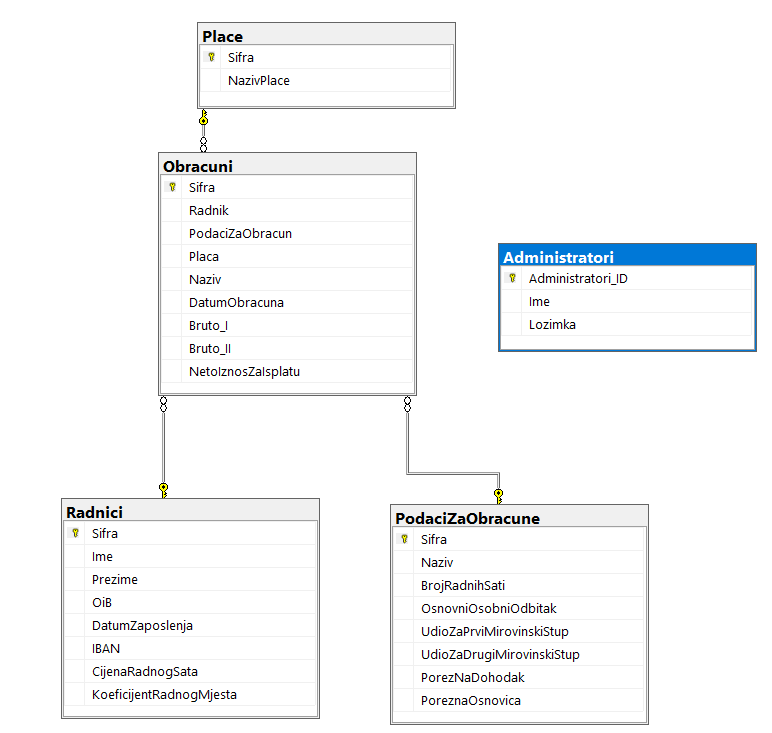 Place
Sifra
NazivPlace
Obracuni
Sifra
Radnik
PodaciZaObracun
Placa
Naziv
DatumObracuna
Bruto_I
Bruto_II
NetoIznosZaIsplatu
Administratori
Administratori_ID
Ime
Lozimka
Radnici
Sifra
Ime
Prezime
OiB
DatumZaposlenja
IBAN
CijenaRadnogSata
KoeficijentRadnogMjesta
PodaciZaObracune
Sifra
Naziv
BrojRadnihSati
OsnovniOsobniOdbitak
UdioZaPrviMirovinskiStup
UdioZaDrugiMirovinskiStup
PorezNaDohodak
PoreznaOsnovica